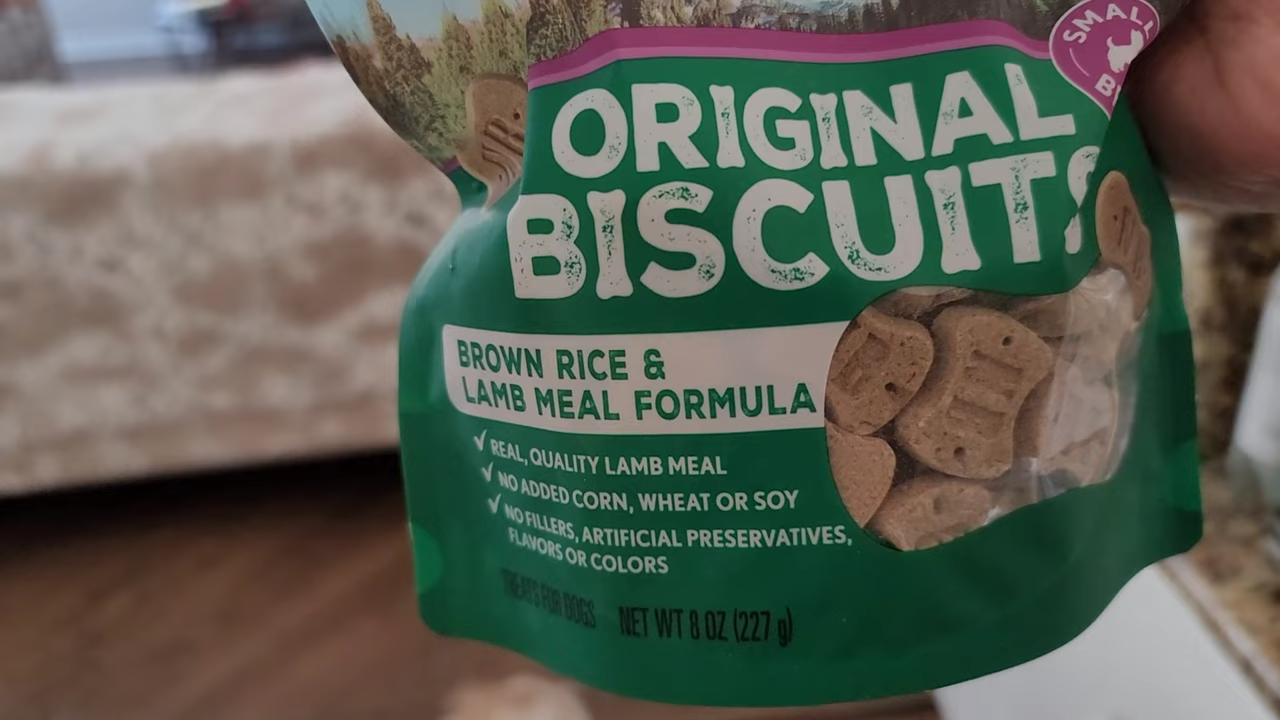 SMALL
B
ORIGINAL
BISCUITS
BROWN RICE &
LAMB MEAL FORMULA
✓ REAL, QUALITY LAMB MEAL
✓ NO ADDED CORN, WHEAT OR SOY
✓ NO FILLERS, ARTIFICIAL PRESERVATIVES,
FLAVORS OR COLORS
TREATS FOR DOGS NET WT 8 OZ (227 g)